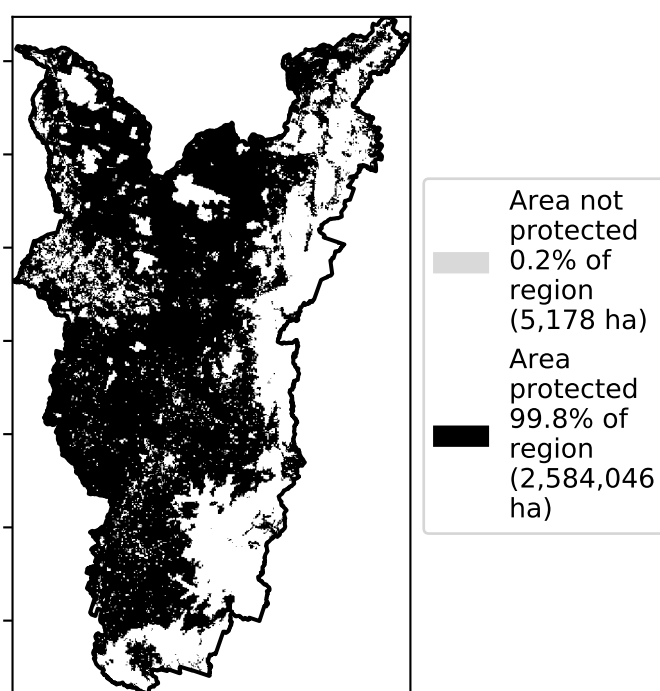 Area not
protected
0.2% of
region
(5,178 ha)
Area
protected
99.8% of
region
(2,584,046
ha)